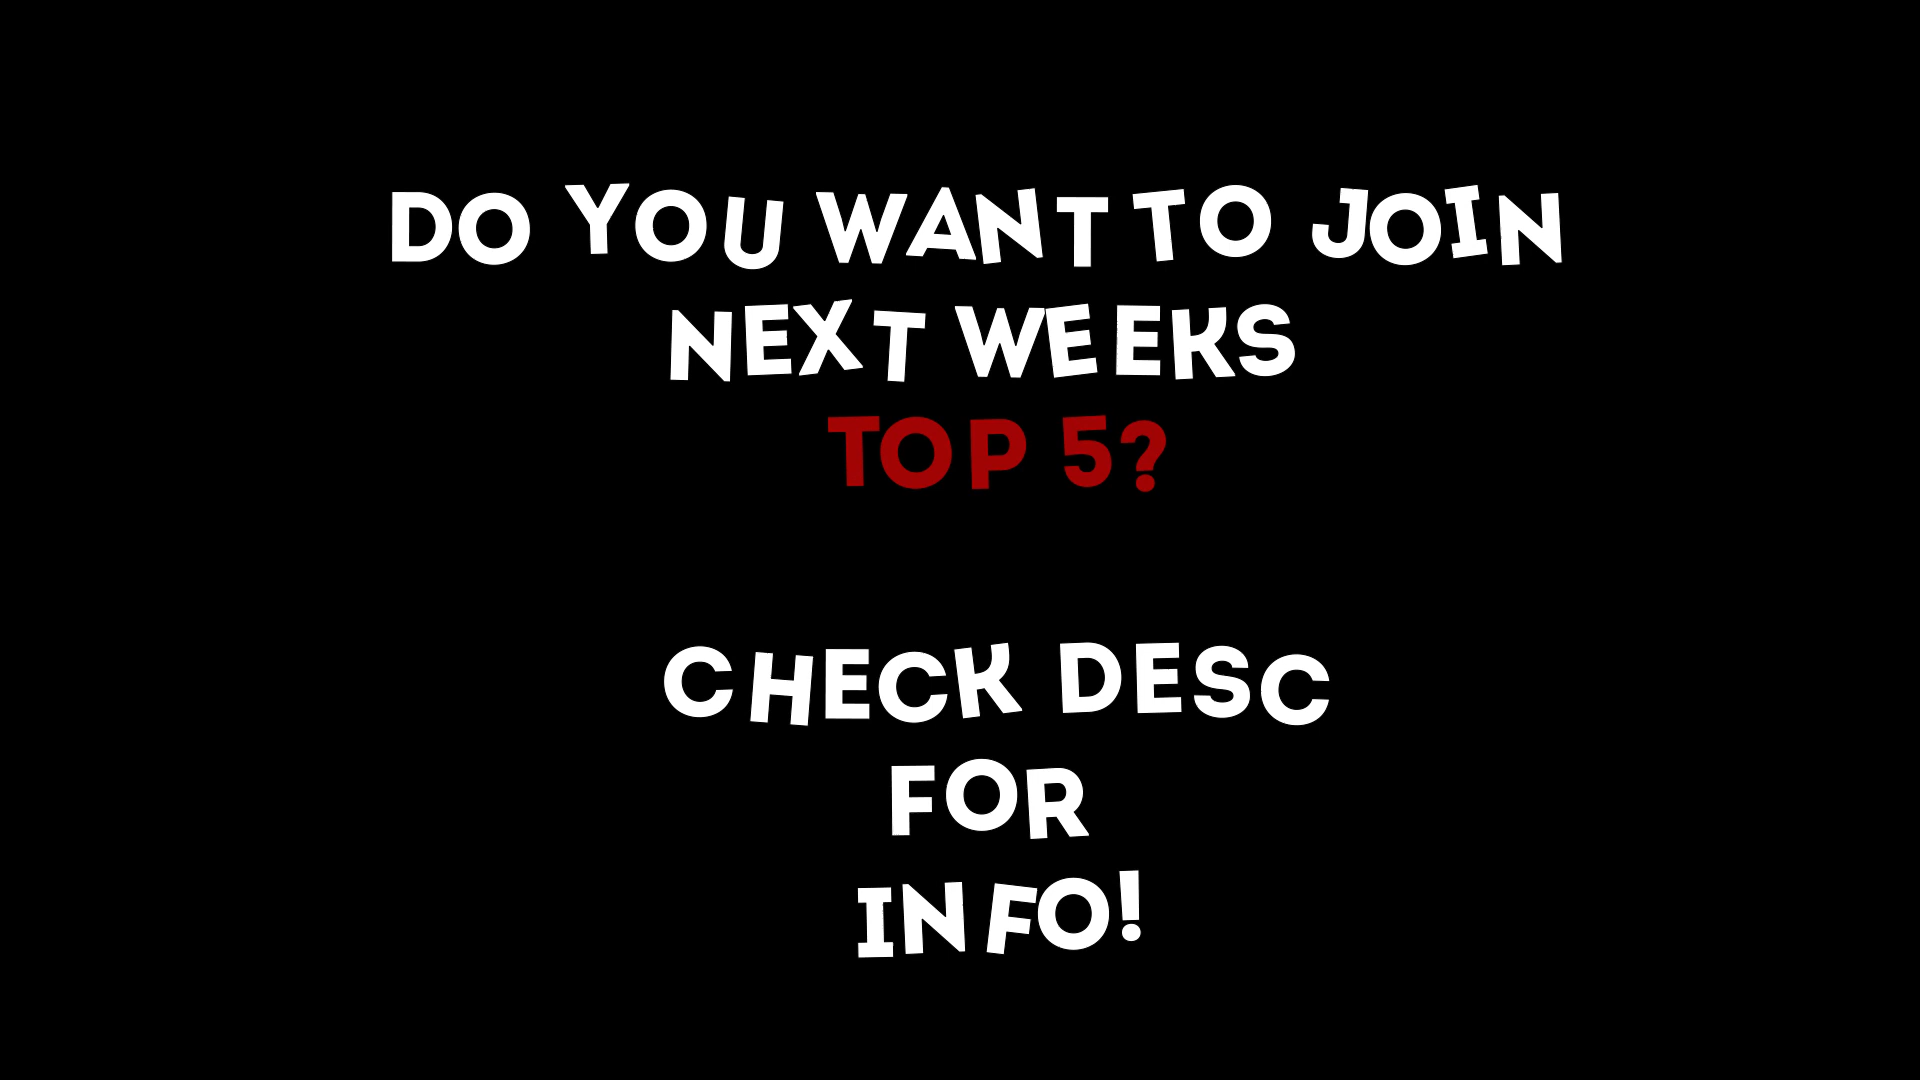 DO YOU WANT TO JOIN
NEXT WEEKS
TOP 5?
CHECK DESC
FOR
INFO!